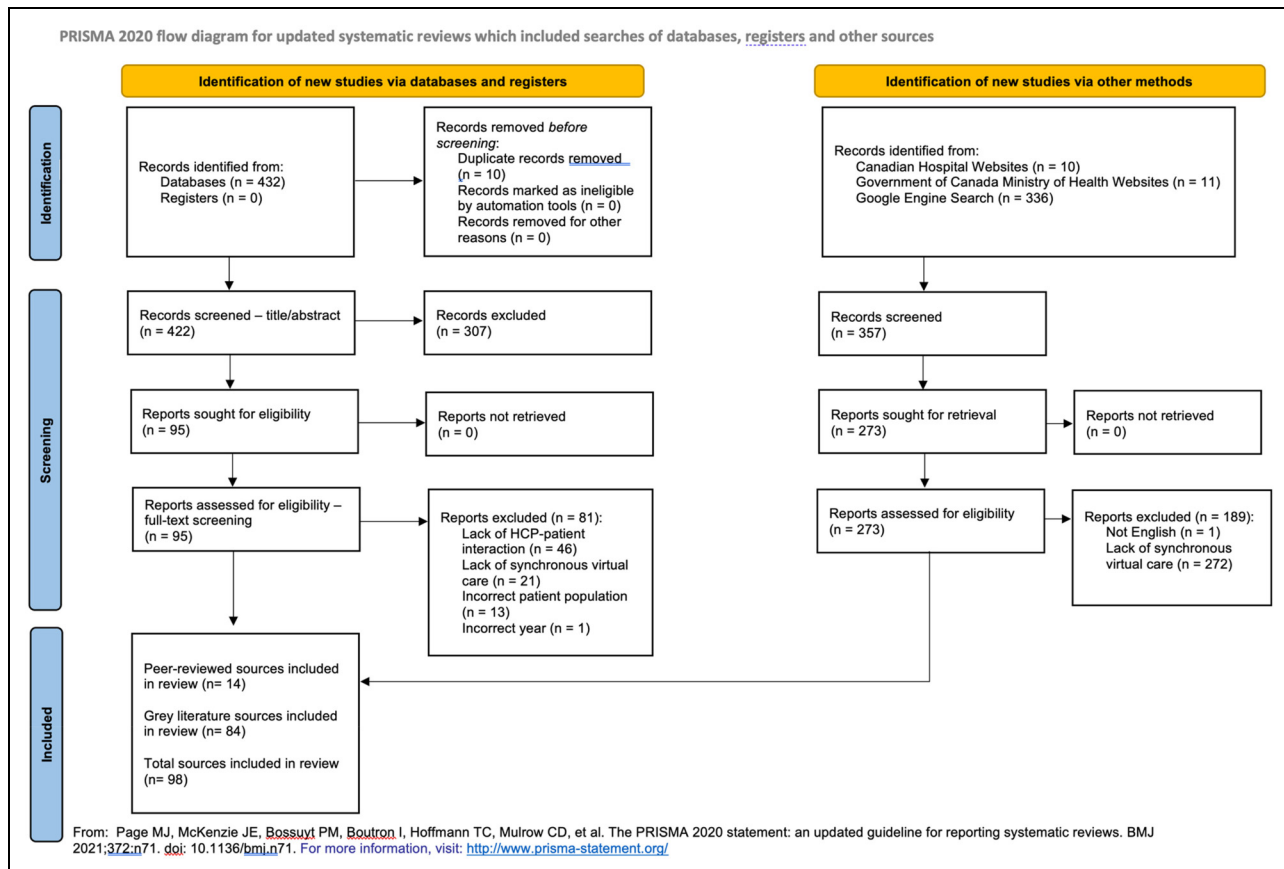 PRISMA 2020 flow diagram for updated systematic reviews which included searches of databases, registers and other sources
Identification of new studies via databases and registers
Identification of new studies via other methods
Identification
Records identified from:
Databases (n = 432)
Registers (n = 0)
Records removed before
screening:
Duplicate records removed
(n = 10)
Records marked as ineligible
by automation tools (n = 0)
Records removed for other
reasons (n = 0)
Records identified from:
Canadian Hospital Websites (n = 10)
Government of Canada Ministry of Health Websites (n = 11)
Google Engine Search (n = 336)
Screening
Records screened – title/abstract
(n = 422)
Records excluded
(n = 307)
Records screened
(n = 357)
Reports sought for eligibility
(n = 95)
Reports not retrieved
(n = 0)
Reports sought for retrieval
(n = 273)
Reports not retrieved
(n = 0)
Reports assessed for eligibility –
full-text screening
(n = 95)
Reports excluded (n = 81):
Lack of HCP-patient
interaction (n = 46)
Lack of synchronous virtual
care (n = 21)
Incorrect patient population
(n = 13)
Incorrect year (n = 1)
Reports assessed for eligibility
(n = 273)
Reports excluded (n = 189):
Not English (n = 1)
Lack of synchronous
virtual care (n = 272)
Included
Peer-reviewed sources included
in review (n= 14)
Grey literature sources included
in review (n= 84)
Total sources included in review
(n= 98)
From: Page MJ, McKenzie JE, Bossuyt PM, Boutron I, Hoffmann TC, Mulrow CD, et al. The PRISMA 2020 statement: an updated guideline for reporting systematic reviews. BMJ
2021;372:n71. doi: 10.1136/bmj.n71. For more information, visit: http://www.prisma-statement.org/